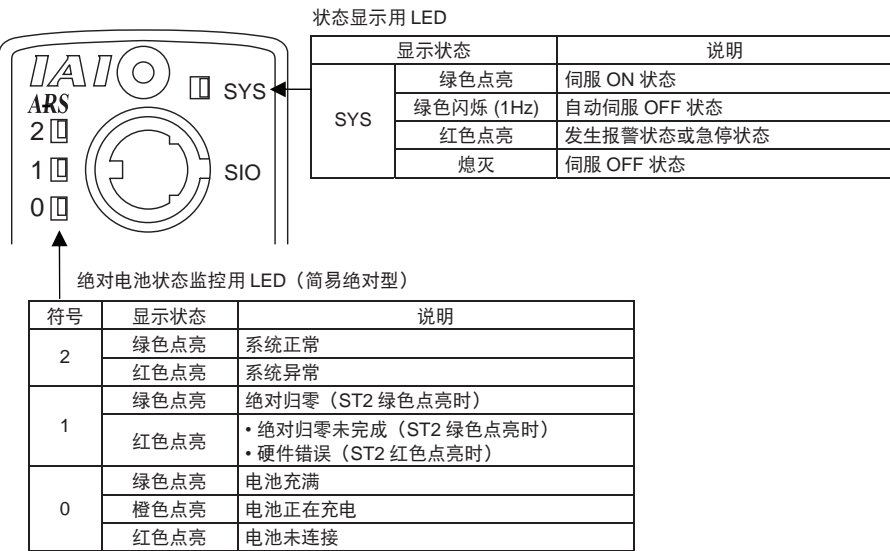 状态显示用 LED
显示状态 说明
SYS
绿色点亮 伺服 ON 状态
绿色闪烁 (1Hz) 自动伺服 OFF 状态
红色点亮 发生报警状态或急停状态
熄灭 伺服 OFF 状态
IAI
ARS
SYS
2
1
SIO
0
绝对电池状态监控用 LED（简易绝对型）
符号 显示状态 说明
2
绿色点亮 系统正常
红色点亮 系统异常
1
绿色点亮 绝对归零（ST2 绿色点亮时）
红色点亮
• 绝对归零未完成（ST2 绿色点亮时）
• 硬件错误（ST2 红色点亮时）
0
绿色点亮 电池充满
橙色点亮 电池正在充电
红色点亮 电池未连接